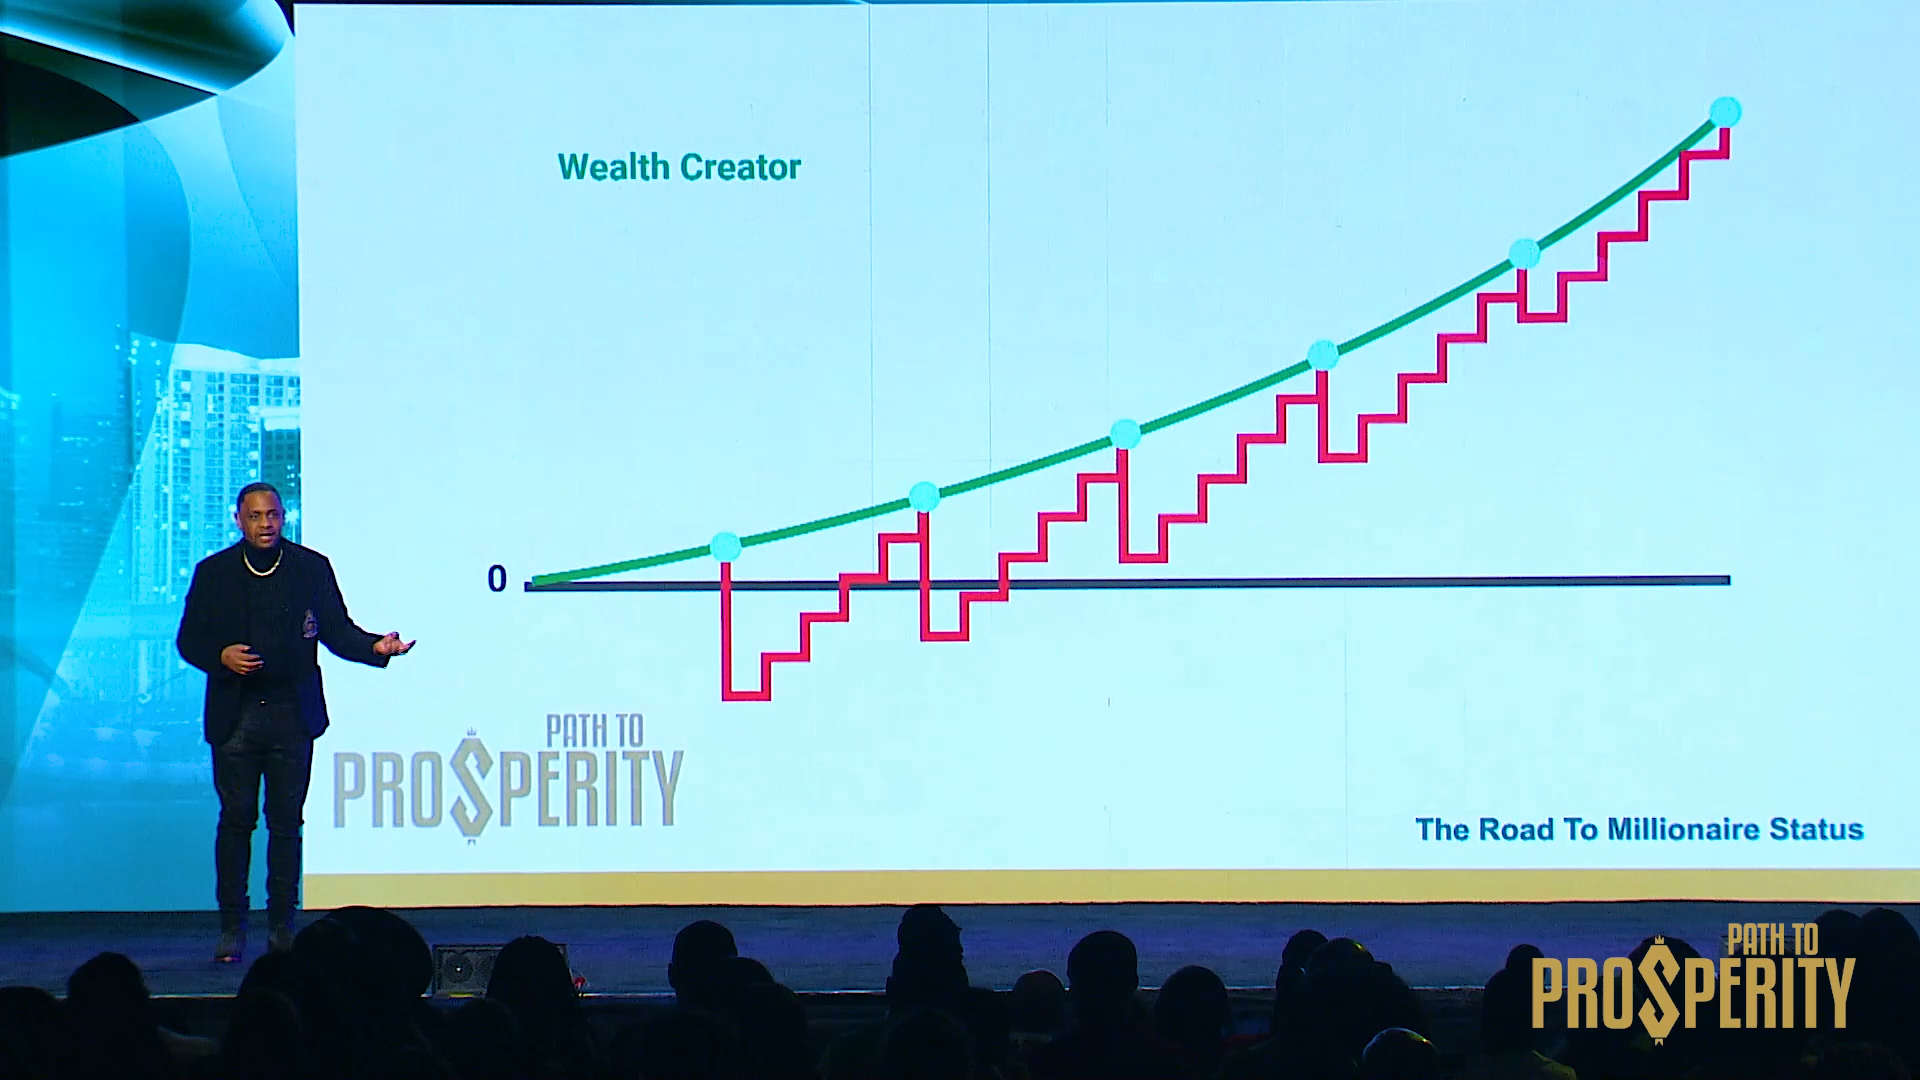 Wealth Creator
0
PATH TO
PRO$PERITY
The Road To Millionaire Status
PATH TO
PRO$PERITY